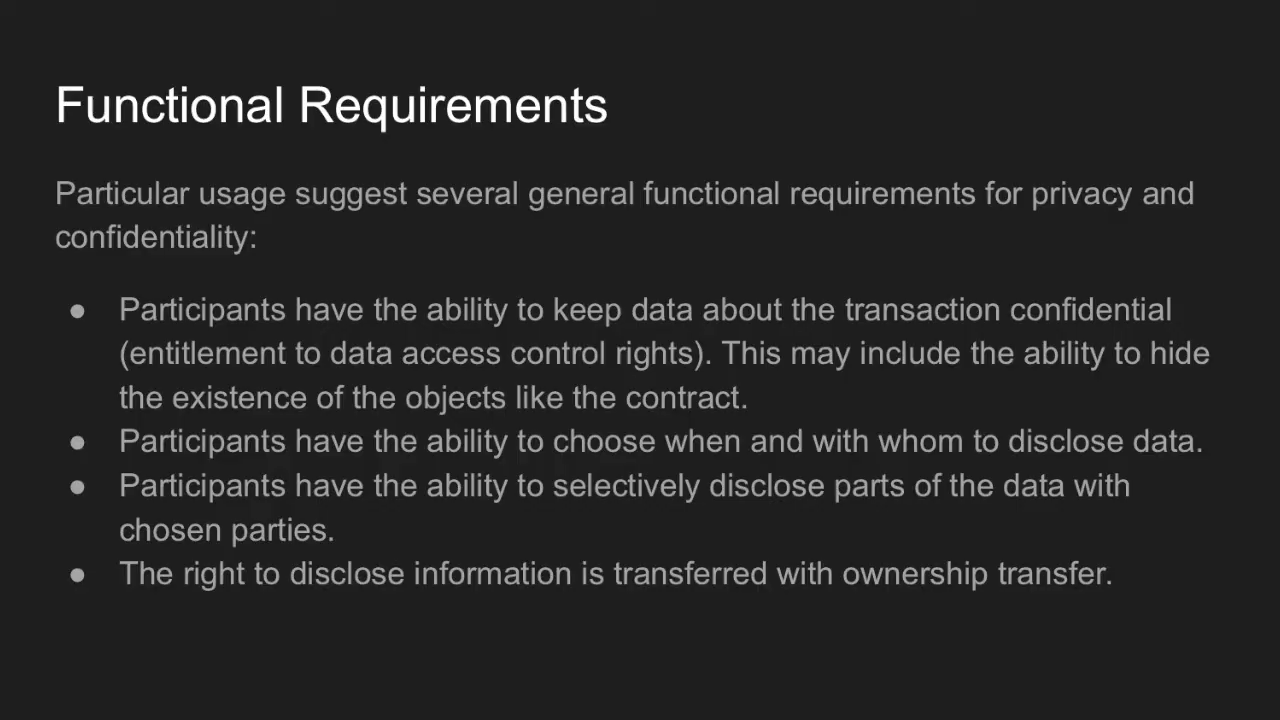 Functional Requirements
Particular usage suggest several general functional requirements for privacy and
confidentiality:
● Participants have the ability to keep data about the transaction confidential
(entitlement to data access control rights). This may include the ability to hide
the existence of the objects like the contract.
● Participants have the ability to choose when and with whom to disclose data.
● Participants have the ability to selectively disclose parts of the data with
chosen parties.
● The right to disclose information is transferred with ownership transfer.